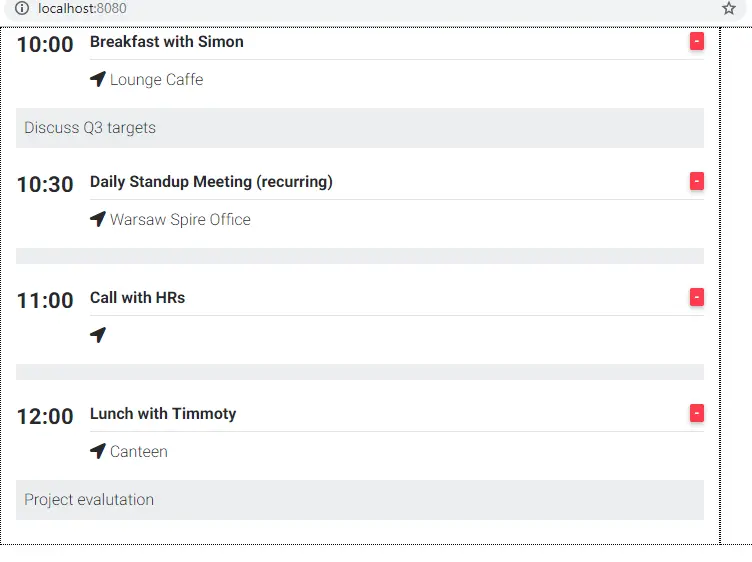 localhost:8080
10:00 Breakfast with Simon -
Lounge Caffe
Discuss Q3 targets
10:30 Daily Standup Meeting (recurring) -
Warsaw Spire Office
11:00 Call with HRs -
12:00 Lunch with Timmoty -
Canteen
Project evalutation